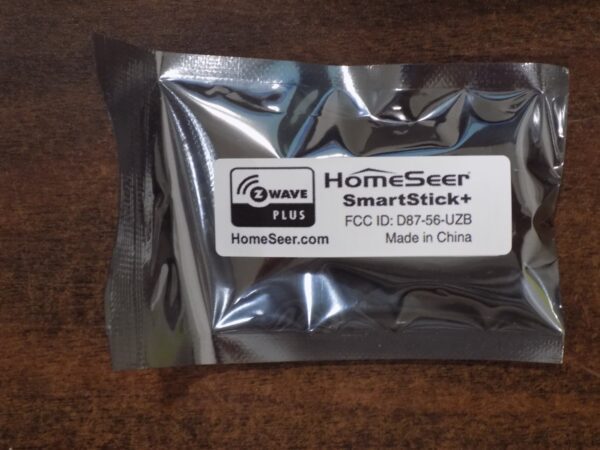 Z WAVE
PLUS
HomeSeer.com
HomeSeer
SmartStick+
FCC ID: D87-56-UZB
Made in China